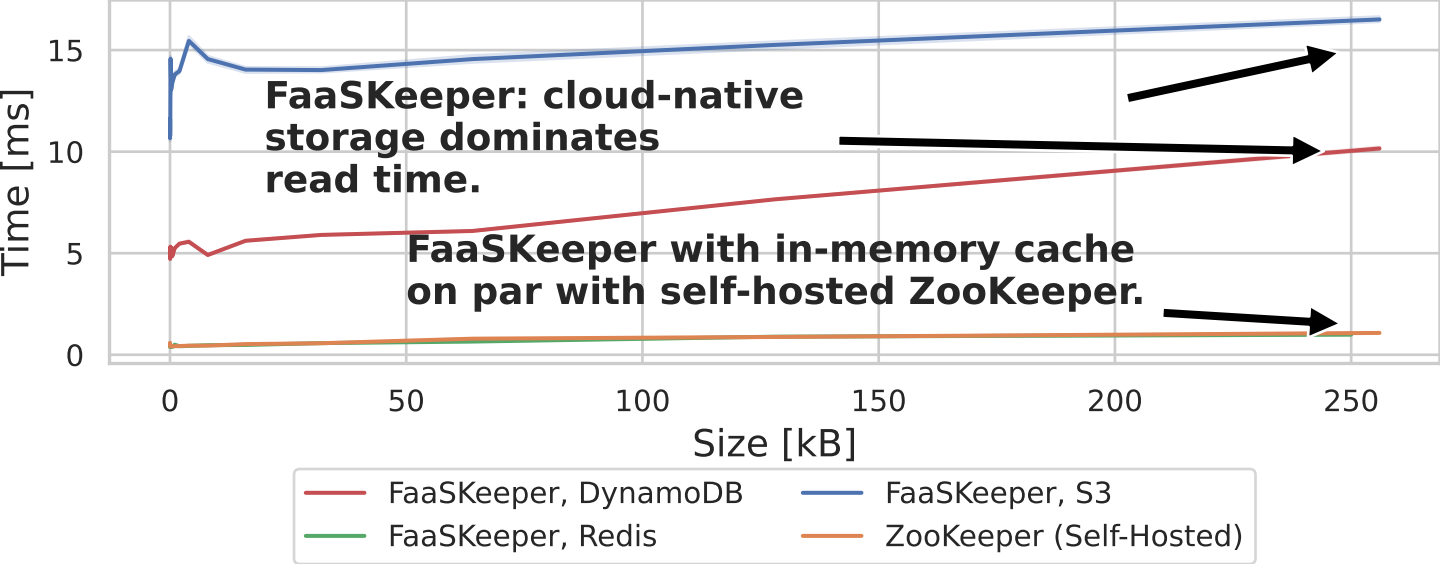 15
10
5
0
Time [ms]
FaaSKeeper: cloud-native
storage dominates
read time.
FaaSKeeper with in-memory cache
on par with self-hosted ZooKeeper.
0 50 100 150 200 250
Size [kB]
FaaSKeeper, DynamoDB FaaSKeeper, S3
FaaSKeeper, Redis ZooKeeper (Self-Hosted)